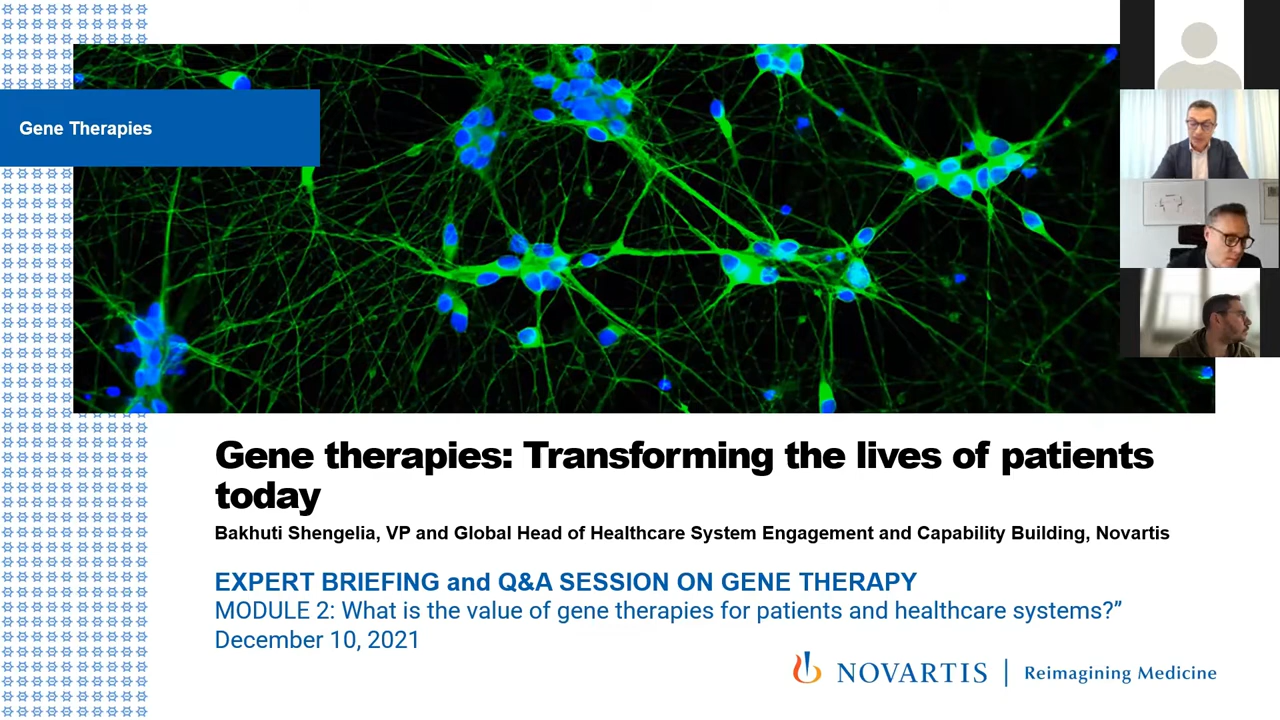 Gene Therapies
Gene therapies: Transforming the lives of patients
today
Bakhuti Shengelia, VP and Global Head of Healthcare System Engagement and Capability Building, Novartis
EXPERT BRIEFING and Q&A SESSION ON GENE THERAPY
MODULE 2: What is the value of gene therapies for patients and healthcare systems?”
December 10, 2021
NOVARTIS | Reimagining Medicine